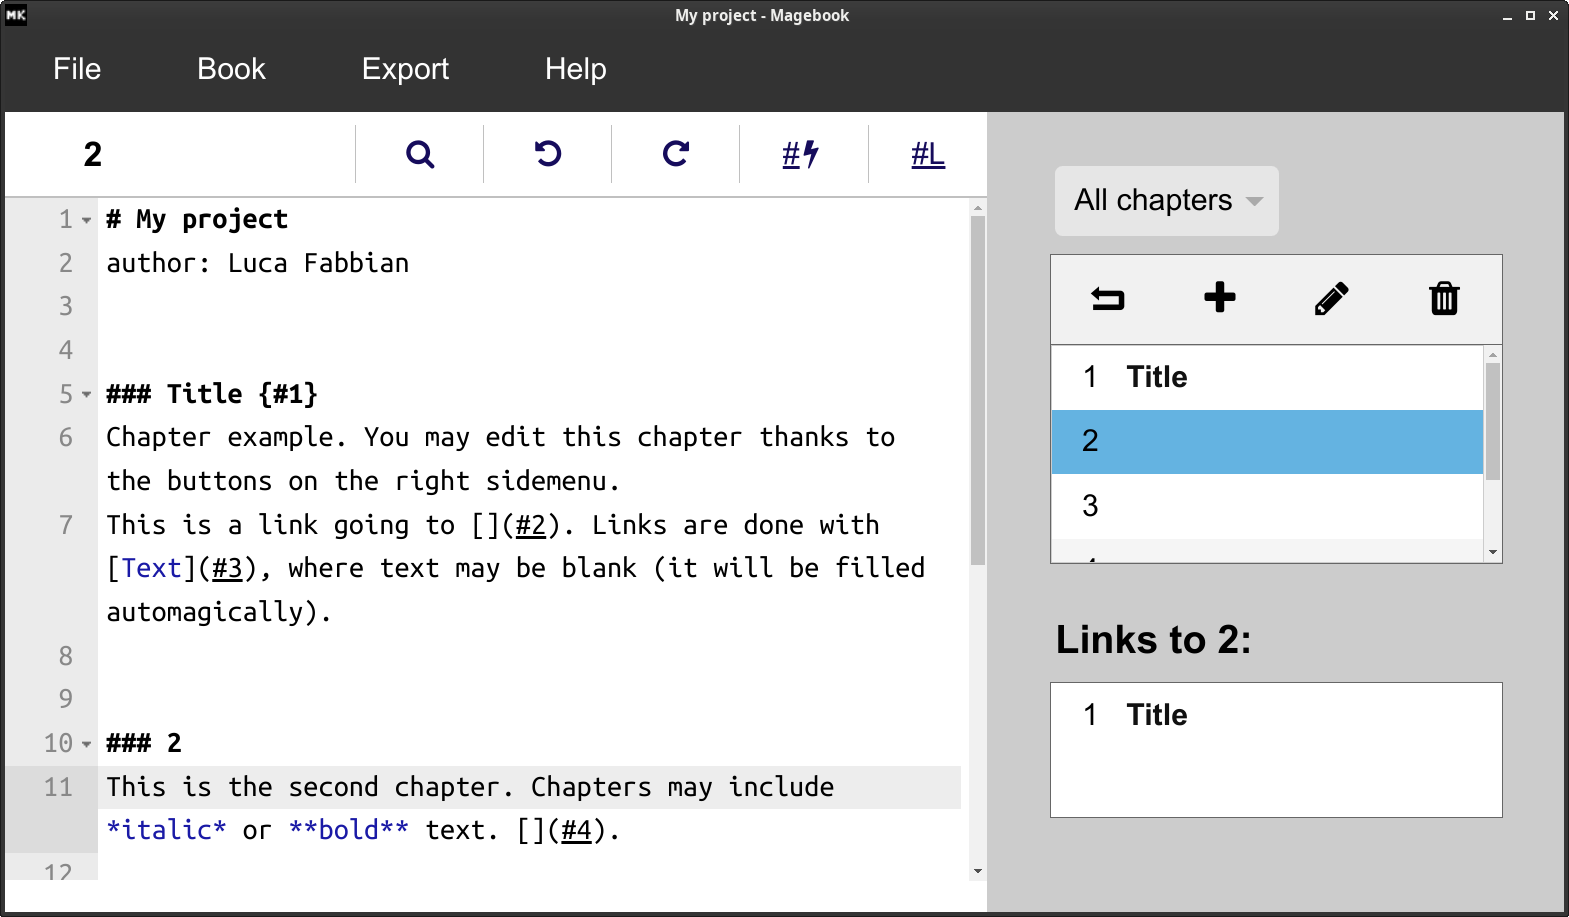 MK
My project - Magebook
File Book Export Help
2 #⚡ #L
1 # My project
2 author: Luca Fabbian
3
4
5 ### Title {#1}
6 Chapter example. You may edit this chapter thanks to
the buttons on the right sidemenu.
7 This is a link going to [](#2). Links are done with
[Text](#3), where text may be blank (it will be filled
automagically).
8
9
10 ### 2
11 This is the second chapter. Chapters may include
*italic* or **bold** text. [](#4).
12
All chapters
1 Title
2
3
Links to 2:
1 Title